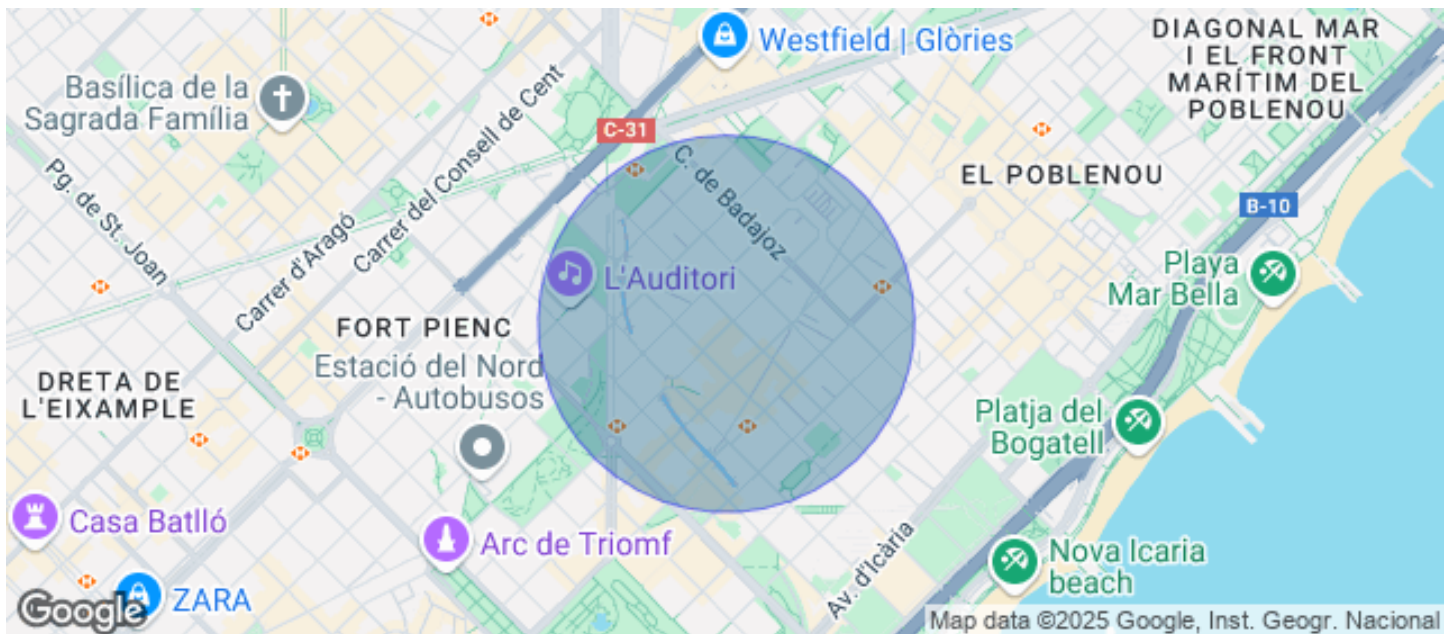 Westfield | Glòries
DIAGONAL MAR
I EL FRONT
MARÍTIM DEL
POBLENOU
Basílica de la
Sagrada Família
Carrer del Consell de Cent
C-31
C. de Badajoz
EL POBLENOU
Pg. de St. Joan
Carrer d'Aragó
B-10
L'Auditori
Playa
Mar Bella
FORT PIENC
Estació del Nord
- Autobusos
DRETA DE
L'EIXAMPLE
Platja del
Bogatell
Casa Batlló
Arc de Triomf
Av. d'Icària
Nova Icaria
beach
ZARA
Google
Map data ©2025 Google, Inst. Geogr. Nacional